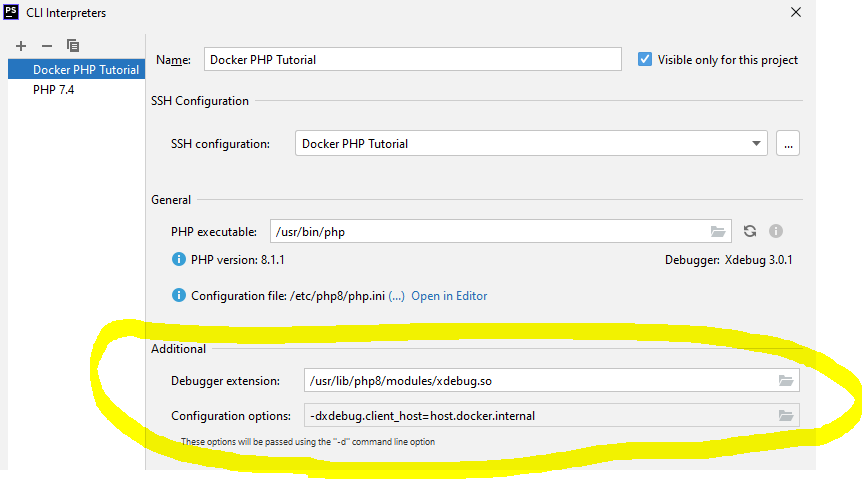 PS CLI Interpreters
Docker PHP Tutorial
PHP 7.4
Name: Docker PHP Tutorial Visible only for this project
SSH Configuration
SSH configuration: Docker PHP Tutorial ...
General
PHP executable: /usr/bin/php
PHP version: 8.1.1 Debugger: Xdebug 3.0.1
Configuration file: /etc/php8/php.ini (...) Open in Editor
Additional
Debugger extension: /usr/lib/php8/modules/xdebug.so
Configuration options: -dxdebug.client_host=host.docker.internal
These options will be passed using the "-d" command line option